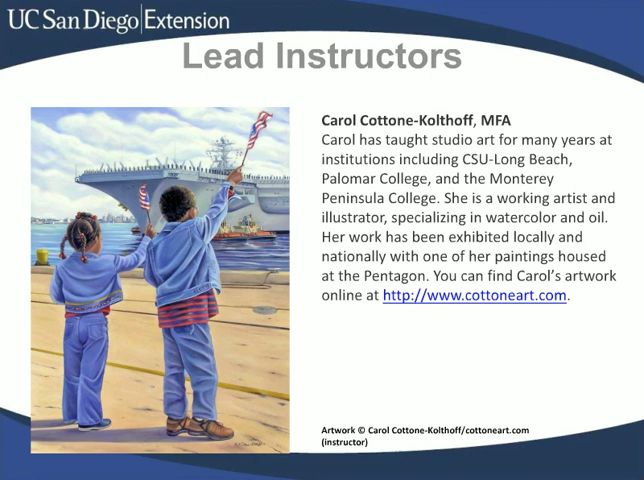 UC San Diego | Extension
Lead Instructors
Carol Cottone-Kolthoff, MFA
Carol has taught studio art for many years at
institutions including CSU-Long Beach,
Palomar College, and the Monterey
Peninsula College. She is a working artist and
illustrator, specializing in watercolor and oil.
Her work has been exhibited locally and
nationally with one of her paintings housed
at the Pentagon. You can find Carol's artwork
online at http://www.cottoneart.com.
Artwork © Carol Cottone-Kolthoff/cottoneart.com
(instructor)